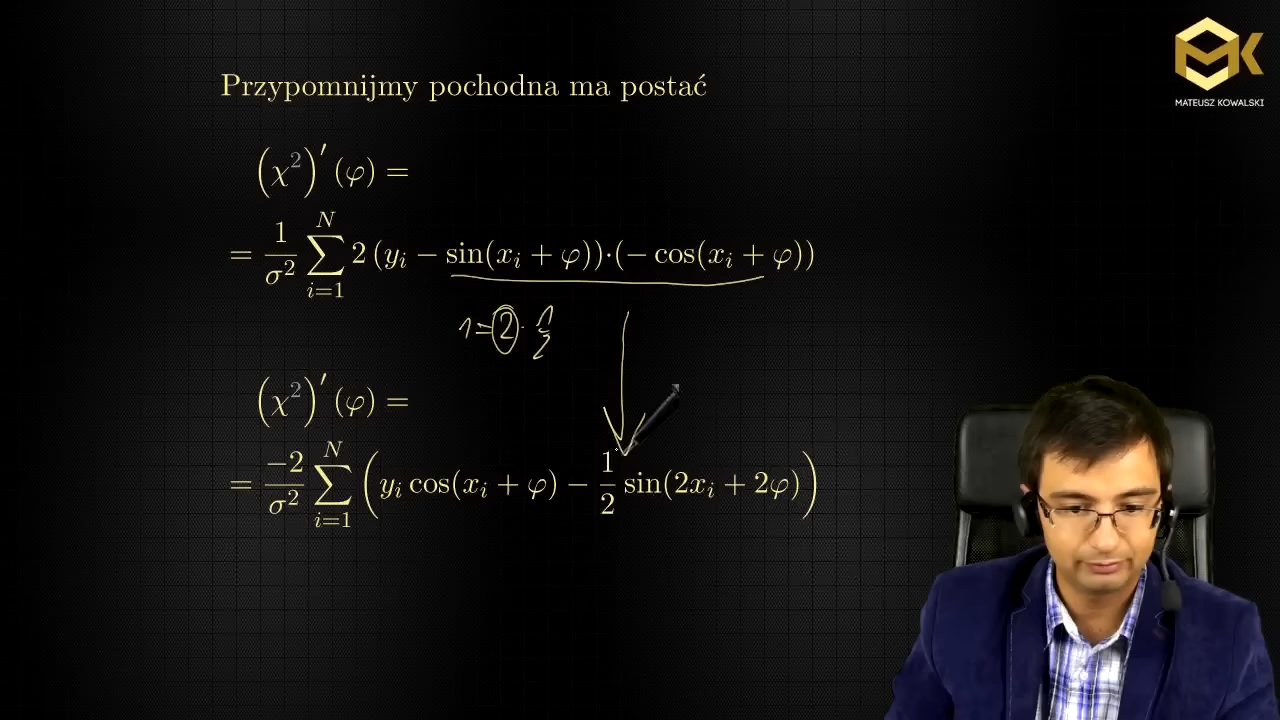 MK
MATEUSZ KOWALSKI
Przypomnijmy pochodna ma postać
(χ²)′(φ) =
= 1/σ² ∑_{i=1}^{N} 2 (y_i − sin(x_i + φ))·(− cos(x_i + φ))
1=2·1/2
(χ²)′(φ) =
= −2/σ² ∑_{i=1}^{N} (y_i cos(x_i + φ) − 1/2 sin(2x_i + 2φ))